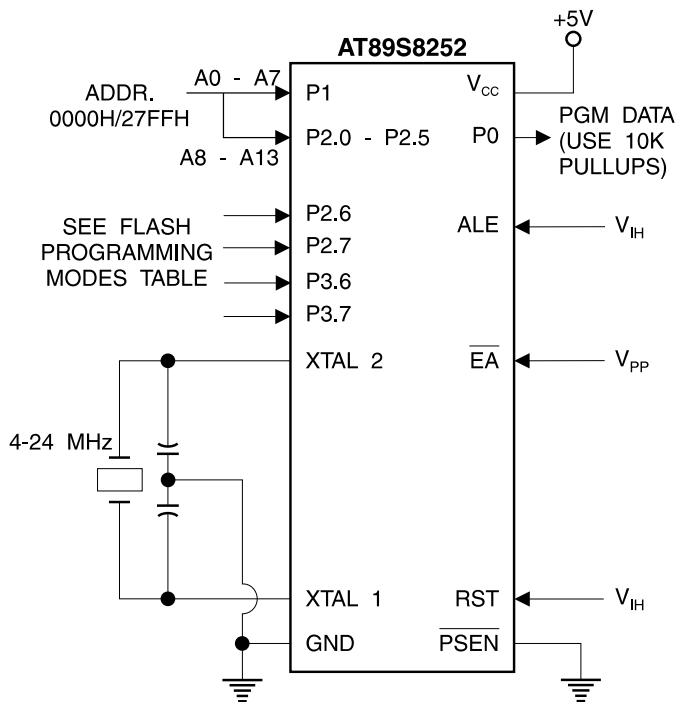 +5V
AT89S8252
A0 - A7
ADDR.
0000H/27FFH
P1
VCC
P2.0 - P2.5
P0
PGM DATA
(USE 10K
PULLUPS)
A8 - A13
SEE FLASH
PROGRAMMING
MODES TABLE
P2.6
P2.7
P3.6
P3.7
ALE
VIH
XTAL 2
EA
VPP
4-24 MHz
XTAL 1
RST
VIH
GND
PSEN